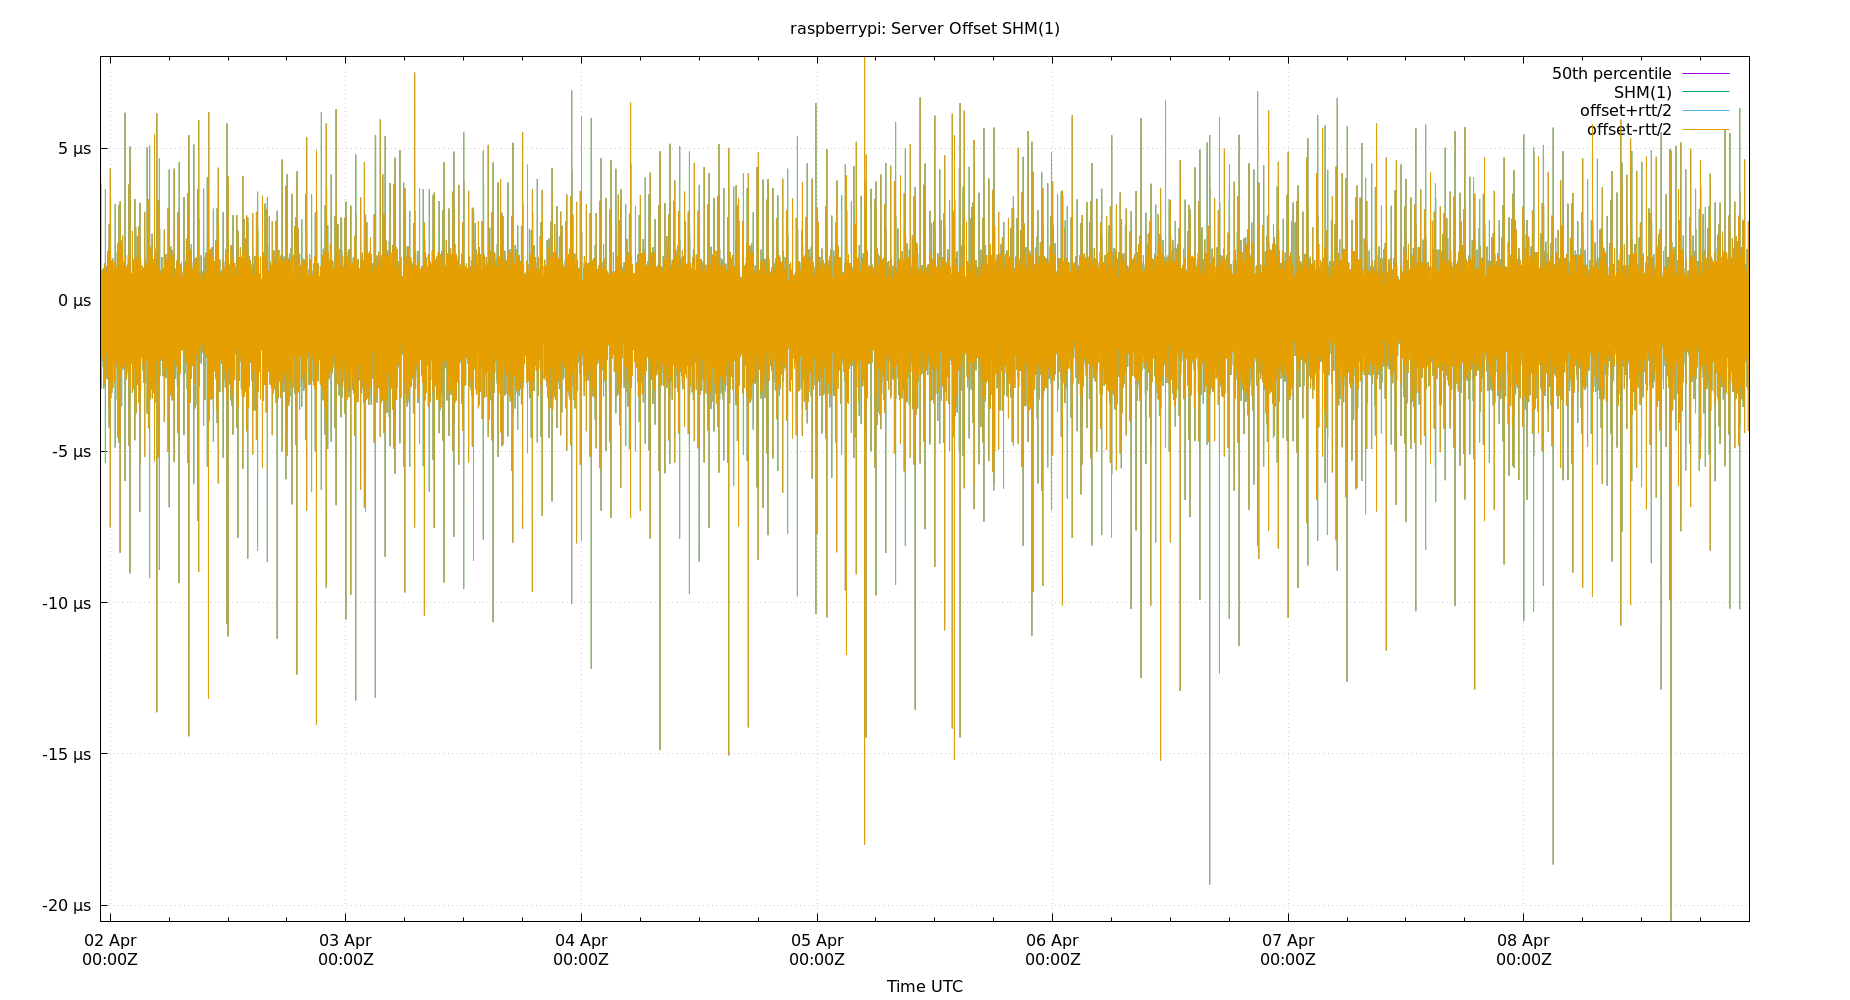 raspberrypi: Server Offset SHM(1)
50th percentile
SHM(1)
offset+rtt/2
offset-rtt/2
5 µs
0 µs
-5 µs
-10 µs
-15 µs
-20 µs
02 Apr 03 Apr 04 Apr 05 Apr 06 Apr 07 Apr 08 Apr
00:00Z 00:00Z 00:00Z 00:00Z 00:00Z 00:00Z 00:00Z
Time UTC